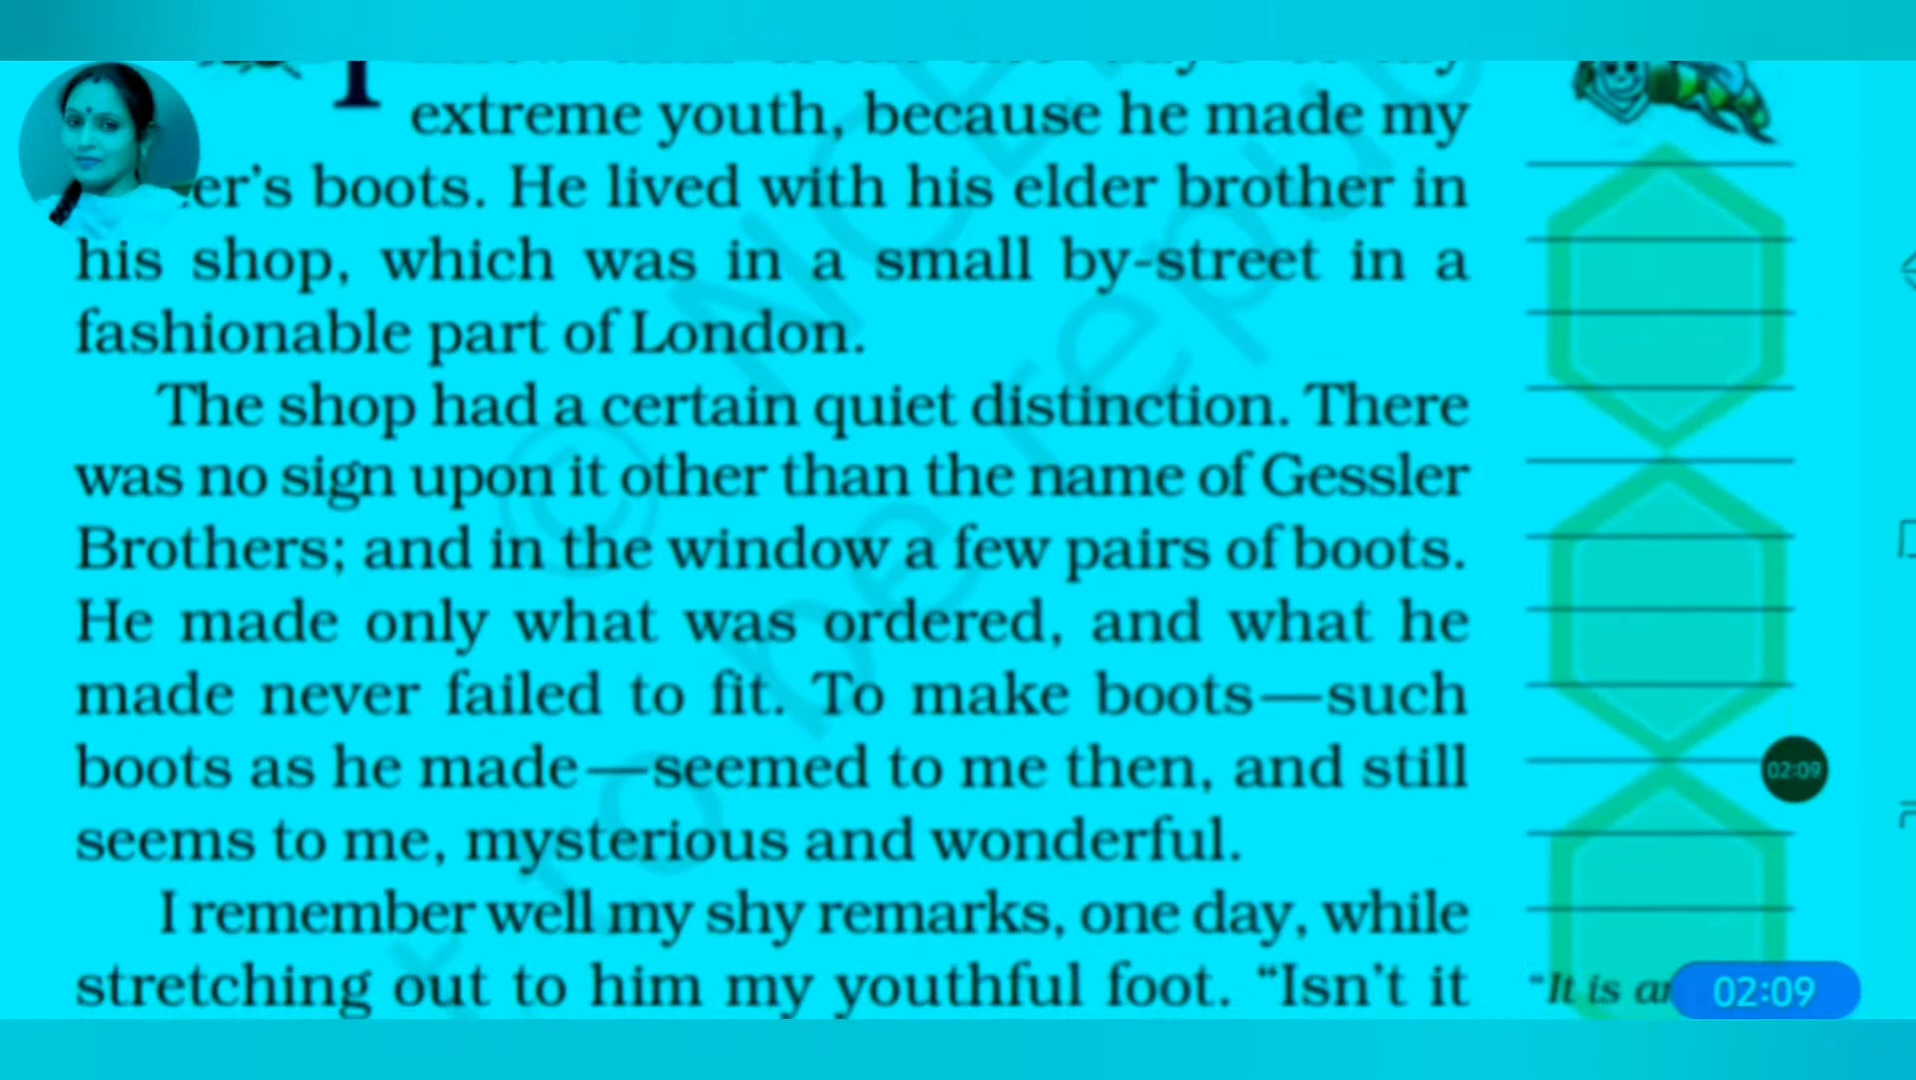 I
extreme youth, because he made my
er's boots. He lived with his elder brother in
his shop, which was in a small by-street in a
fashionable part of London.
The shop had a certain quiet distinction. There
was no sign upon it other than the name of Gessler
Brothers; and in the window a few pairs of boots.
He made only what was ordered, and what he
made never failed to fit. To make boots—such
boots as he made—seemed to me then, and still
seems to me, mysterious and wonderful.
I remember well my shy remarks, one day, while
stretching out to him my youthful foot. “Isn’t it
“It is an
02:09
02:09